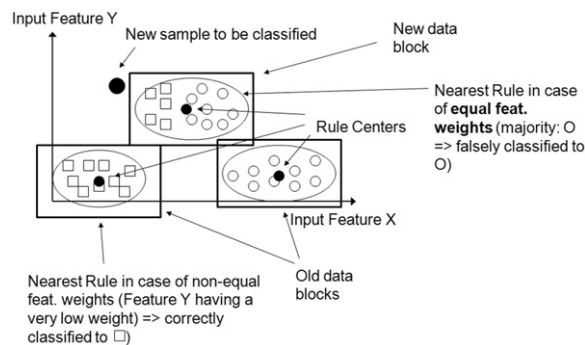 Input Feature Y
New sample to be classified
New data
block
Nearest Rule in case
of equal feat.
weights (majority: O
=> falsely classified to
O)
Rule Centers
Input Feature X
Old data
blocks
Nearest Rule in case of non-equal
feat. weights (Feature Y having a
very low weight) => correctly
classified to □)